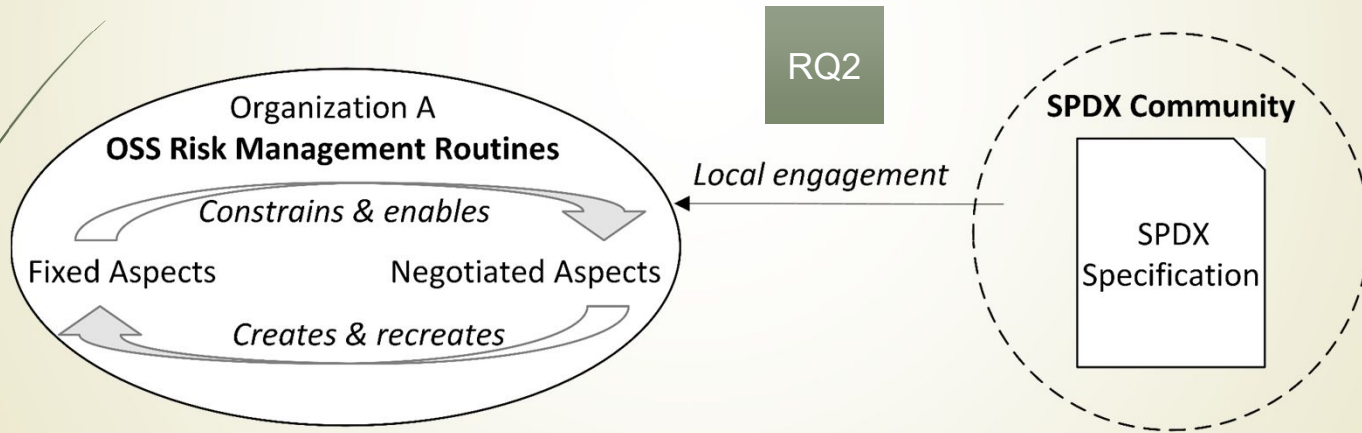 RQ2
Organization A
OSS Risk Management Routines
Constrains & enables
Fixed Aspects
Negotiated Aspects
Creates & recreates
Local engagement
SPDX Community
SPDX
Specification